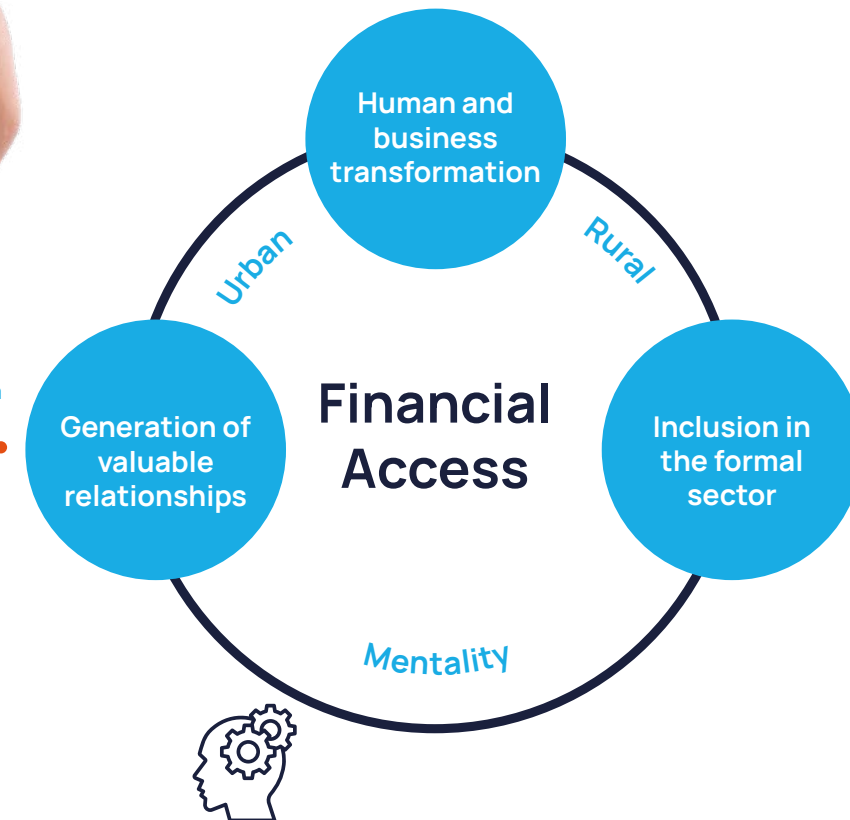 Human and
business
transformation
Urban
Rural
Financial
Access
Generation of
valuable
relationships
Inclusion in
the formal
sector
Mentality